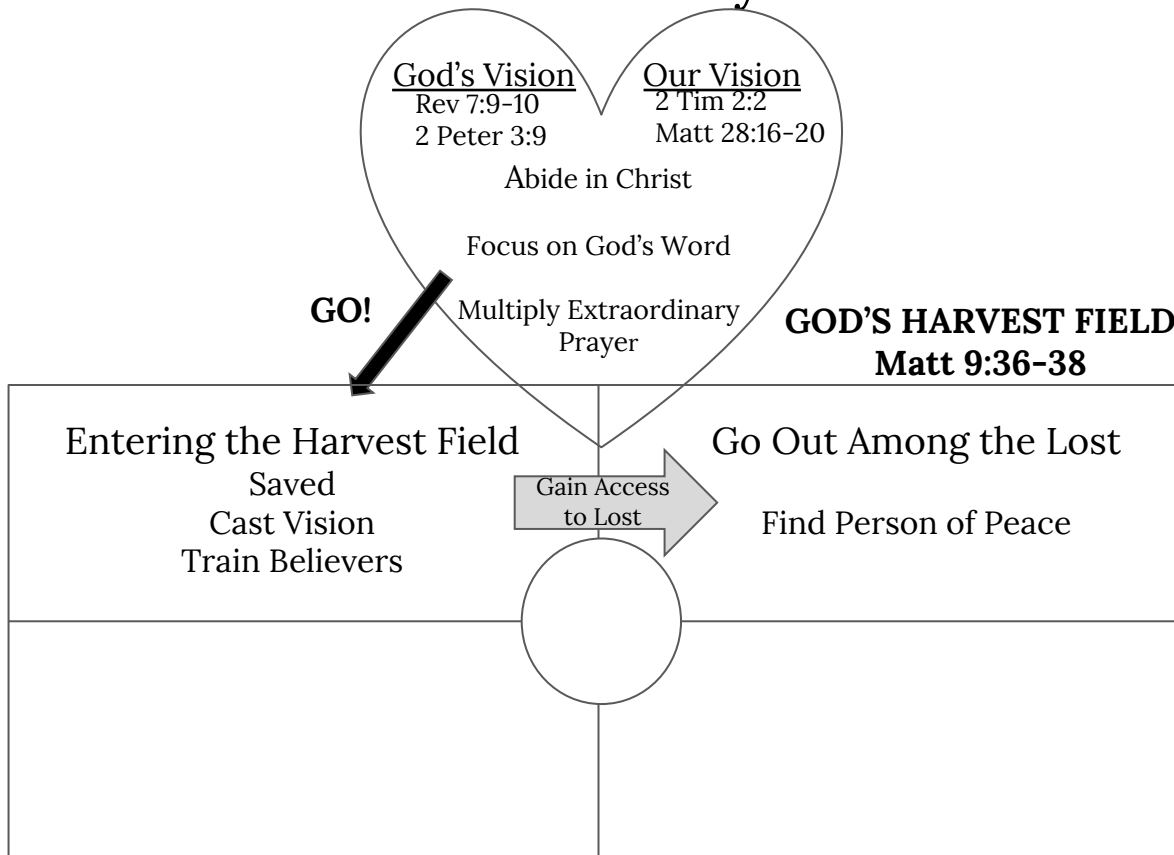 God's Vision
Our Vision
Rev 7:9-10
2 Tim 2:2
2 Peter 3:9
Matt 28:16-20
Abide in Christ
Focus on God's Word
GO!
Multiply Extraordinary
Prayer
GOD'S HARVEST FIELD
Matt 9:36-38
Entering the Harvest Field
Saved
Cast Vision
Train Believers
Gain Access
to Lost
Go Out Among the Lost
Find Person of Peace